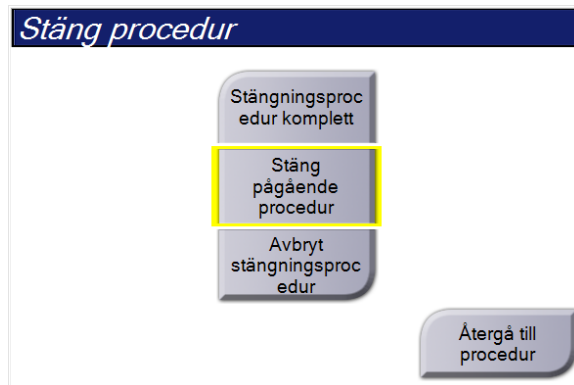 Stäng procedur
Stängningsproc
edur komplett
Stäng
pågående
procedur
Avbryt
stängningsproc
edur
Återgå till
procedur